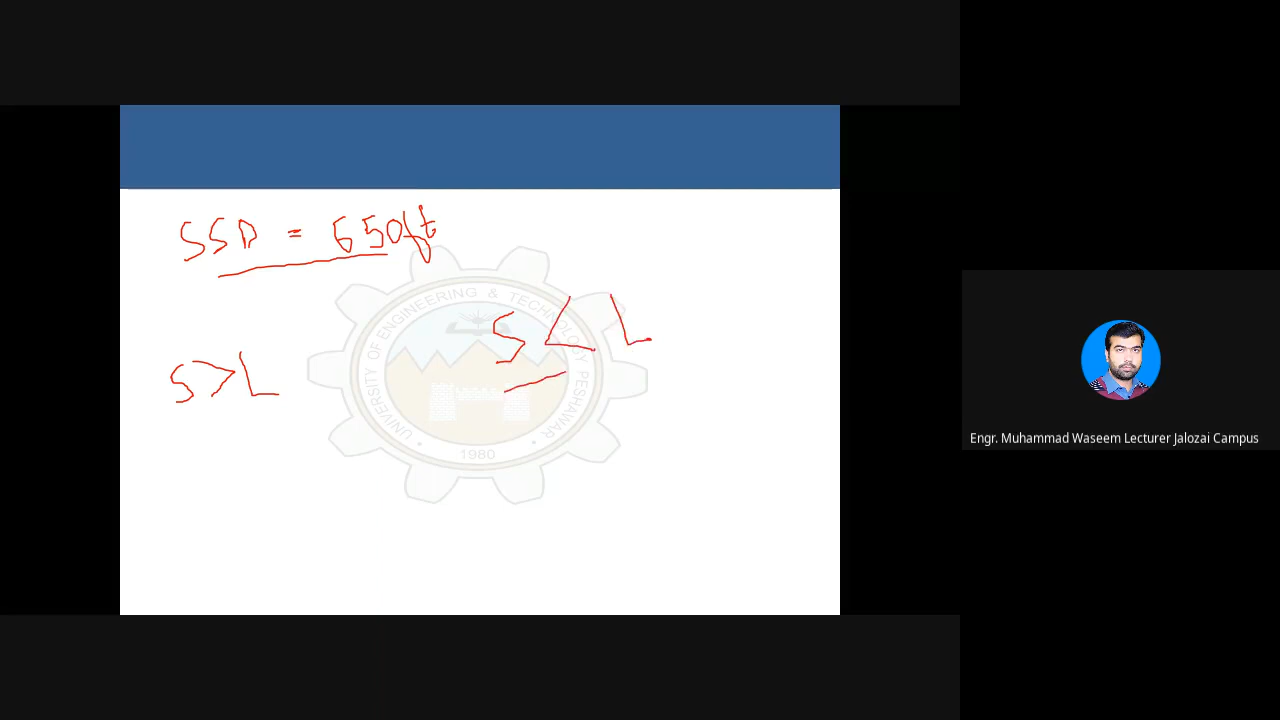 SSD = 650ft
S < L
S > L
UNIVERSITY OF ENGINEERING & TECHNOLOGY PESHAWAR
1980
Engr. Muhammad Waseem Lecturer Jalozai Campus